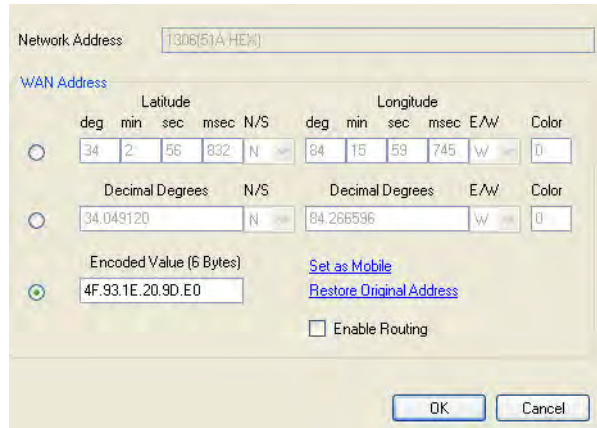 Network Address 1306(51A HEX)
WAN Address
Latitude Longitude
deg min sec msec N/S deg min sec msec E/W Color
34 2 56 832 N 84 15 59 745 W 0
Decimal Degrees N/S Decimal Degrees E/W Color
34.049120 N 84.266596 W 0
Encoded Value (6 Bytes) Set as Mobile
4F.93.1E.20.9D.E0 Restore Original Address
Enable Routing
OK Cancel